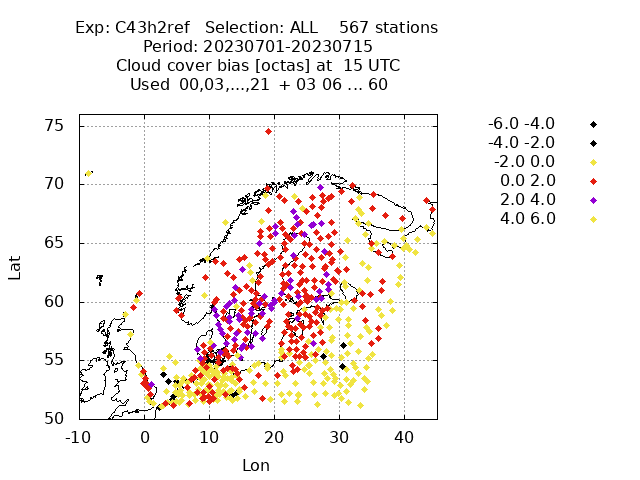 Exp: C43h2ref   Selection: ALL    567 stations
Period: 20230701-20230715
Cloud cover bias [octas] at  15 UTC
Used  00,03,...,21  + 03 06 ... 60
-6.0 -4.0
-4.0 -2.0
-2.0 0.0
0.0 2.0
2.0 4.0
4.0 6.0
75
70
65
60
55
50
Lat
-10 0 10 20 30 40
Lon